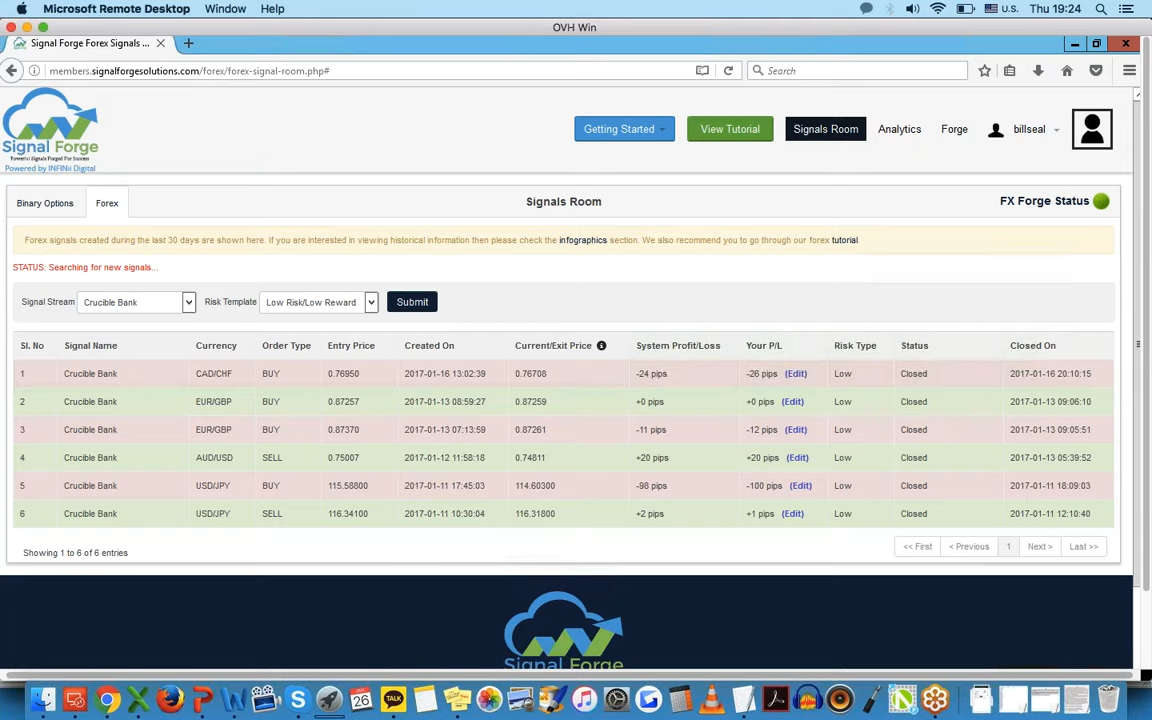 Microsoft Remote Desktop Window Help U.S. Thu 19:24
OVH Win
Signal Forge Forex Signals ...
members.signalforgesolutions.com/forex/forex-signal-room.php# Search
Signal Forge
Powerful Signals Forged For Success
Powered by INFINii Digital
Getting Started View Tutorial Signals Room Analytics Forge billseal
Binary Options Forex Signals Room FX Forge Status
Forex signals created during the last 30 days are shown here. If you are interested in viewing historical information then please check the infographics section. We also recommend you to go through our forex tutorial.
STATUS: Searching for new signals...
Signal Stream Crucible Bank Risk Template Low Risk/Low Reward Submit
Sl. No Signal Name Currency Order Type Entry Price Created On Current/Exit Price System Profit/Loss Your P/L Risk Type Status Closed On
1 Crucible Bank CAD/CHF BUY 0.76950 2017-01-16 13:02:39 0.76708 -24 pips -26 pips (Edit) Low Closed 2017-01-16 20:10:15
2 Crucible Bank EUR/GBP BUY 0.87257 2017-01-13 08:59:27 0.87259 +0 pips +0 pips (Edit) Low Closed 2017-01-13 09:06:10
3 Crucible Bank EUR/GBP BUY 0.87370 2017-01-13 07:13:59 0.87261 -11 pips -12 pips (Edit) Low Closed 2017-01-13 09:05:51
4 Crucible Bank AUD/USD SELL 0.75007 2017-01-12 11:58:18 0.74811 +20 pips +20 pips (Edit) Low Closed 2017-01-13 05:39:52
5 Crucible Bank USD/JPY BUY 115.58800 2017-01-11 17:45:03 114.60300 -98 pips -100 pips (Edit) Low Closed 2017-01-11 18:09:03
6 Crucible Bank USD/JPY SELL 116.34100 2017-01-11 10:30:04 116.31800 +2 pips +1 pips (Edit) Low Closed 2017-01-11 12:10:40
Showing 1 to 6 of 6 entries << First < Previous 1 Next > Last >>
Signal Forge
26
TALK